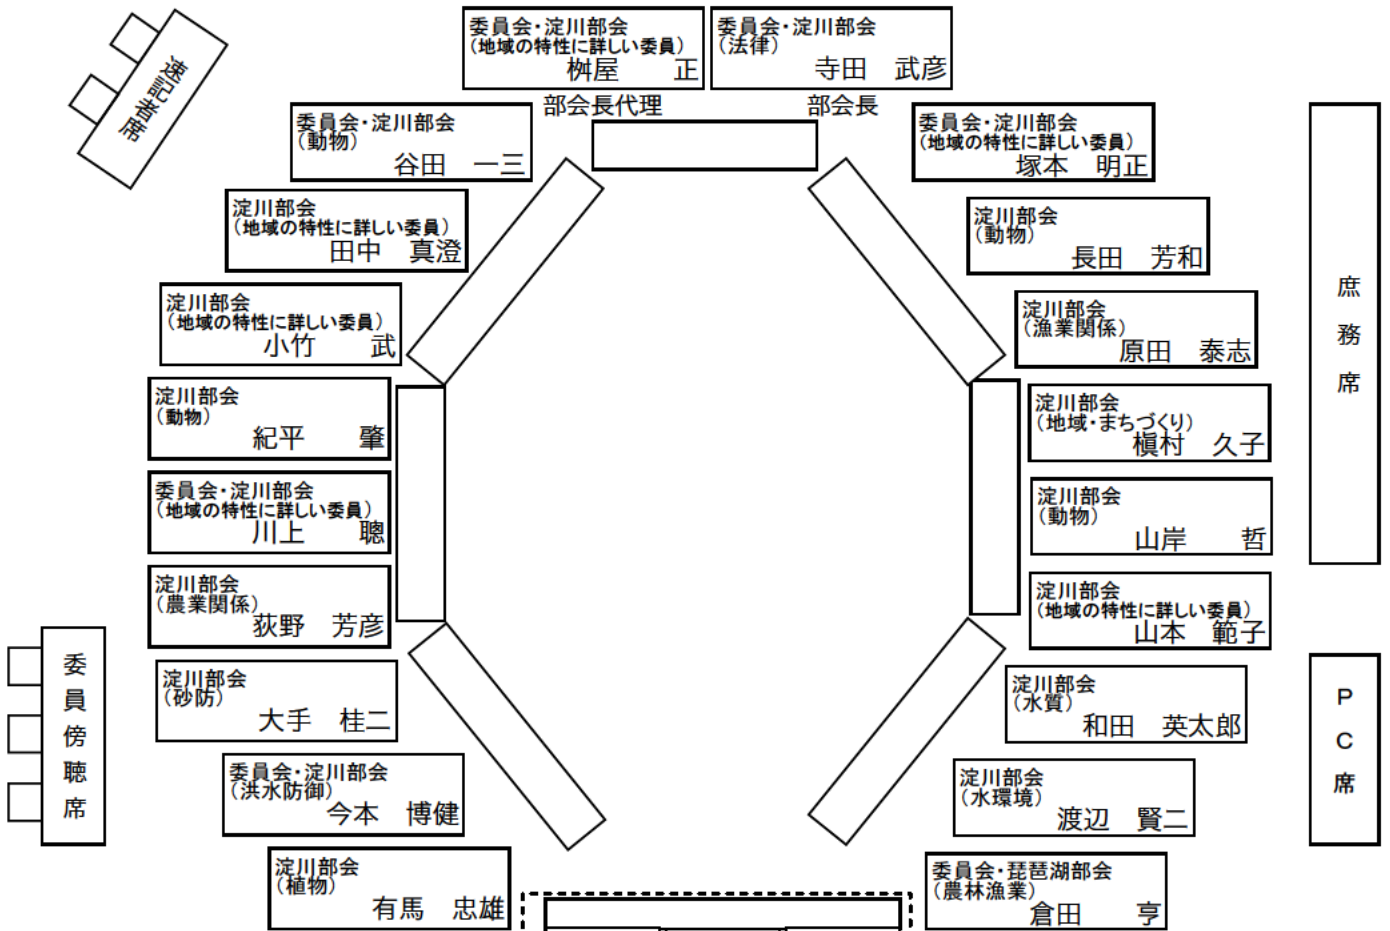 速記者席
委員会・淀川部会
(地域の特性に詳しい委員)
桝屋　　正
部会長代理
委員会・淀川部会
(法律)
寺田　武彦
部会長
委員会・淀川部会
(動物)
谷田　一三
淀川部会
(地域の特性に詳しい委員)
田中　真澄
淀川部会
(地域の特性に詳しい委員)
小竹　　武
淀川部会
(動物)
紀平　　肇
委員会・淀川部会
(地域の特性に詳しい委員)
川上　　聰
淀川部会
(農業関係)
荻野　芳彦
淀川部会
(砂防)
大手　桂二
委員会・淀川部会
(洪水防御)
今本　博健
淀川部会
(植物)
有馬　忠雄
委員会・淀川部会
(地域の特性に詳しい委員)
塚本　明正
淀川部会
(動物)
長田　芳和
淀川部会
(漁業関係)
原田　泰志
淀川部会
(地域・まちづくり)
槇村　久子
淀川部会
(動物)
山岸　　哲
淀川部会
(地域の特性に詳しい委員)
山本　範子
淀川部会
(水質)
和田　英太郎
淀川部会
(水環境)
渡辺　賢二
委員会・琵琶湖部会
(農林漁業)
倉田　　亨
庶務席
PC席
委員傍聴席